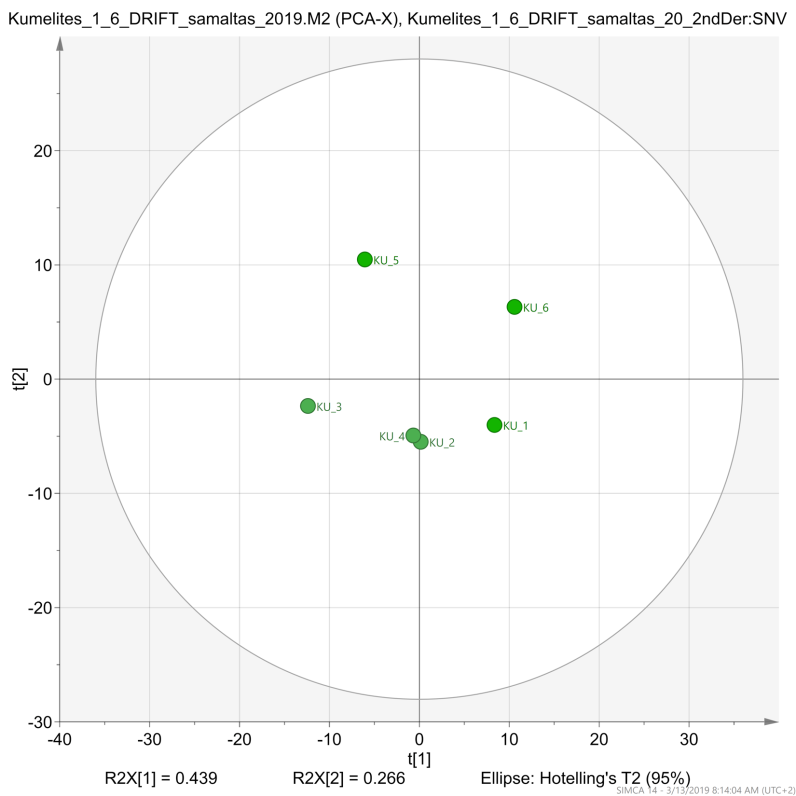 Kumelites_1_6_DRIFT_samaltas_2019.M2 (PCA-X), Kumelites_1_6_DRIFT_samaltas_20_2ndDer:SNV
20
KU_5
10
KU_6
t[2]
0
KU_3
KU_4
KU_2
KU_1
-10
-20
-30
-40 -30 -20 -10 0 10 20 30
t[1]
R2X[1] = 0.439 R2X[2] = 0.266 Ellipse: Hotelling's T2 (95%)
SIMCA 14 - 3/13/2019 8:14:04 AM (UTC+2)